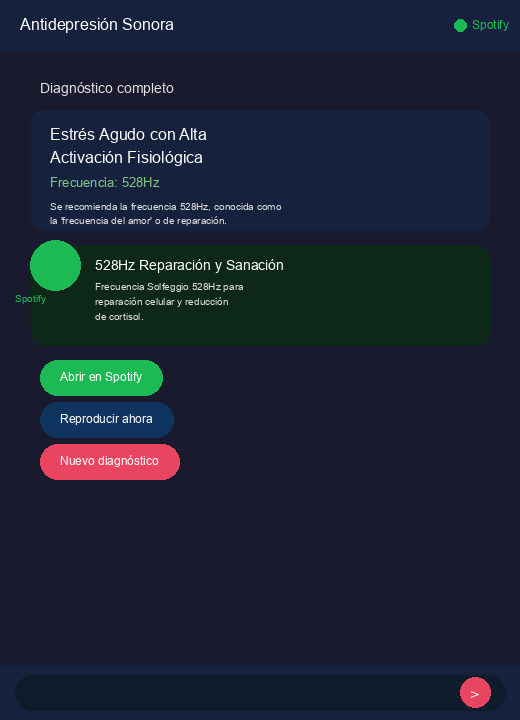 Antidepresión Sonora
Spotify
Diagnóstico completo
Estrés Agudo con Alta
Activación Fisiológica
Frecuencia: 528Hz
Se recomienda la frecuencia 528Hz, conocida como
la 'frecuencia del amor' o de reparación.
528Hz Reparación y Sanación
Frecuencia Solfeggio 528Hz para
reparación celular y reducción
de cortisol.
Spotify
Abrir en Spotify
Reproducir ahora
Nuevo diagnóstico
>